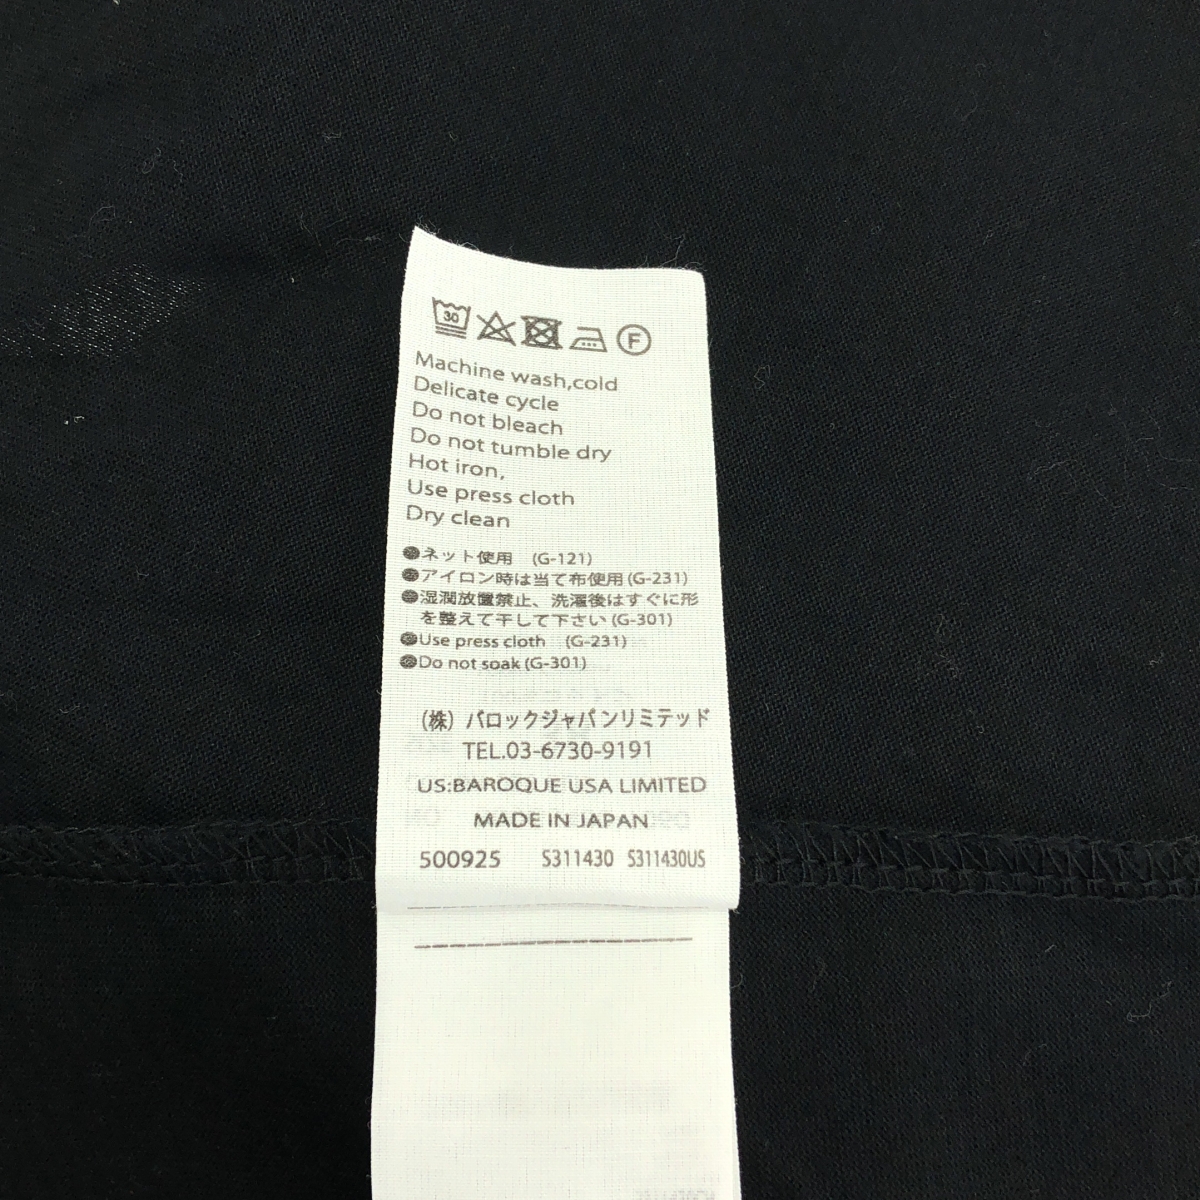 30 F
Machine wash,cold
Delicate cycle
Do not bleach
Do not tumble dry
Hot iron,
Use press cloth
Dry clean
●ネット使用 (G-121)
●アイロン時は当て布使用(G-231)
●湿潤放置禁止、洗濯後はすぐに形
を整えて干して下さい(G-301)
●Use press cloth (G-231)
●Do not soak(G-301)
(株) バロックジャパンリミテッド
TEL.03-6730-9191
US:BAROQUE USA LIMITED
MADE IN JAPAN
500925 S311430 S311430US